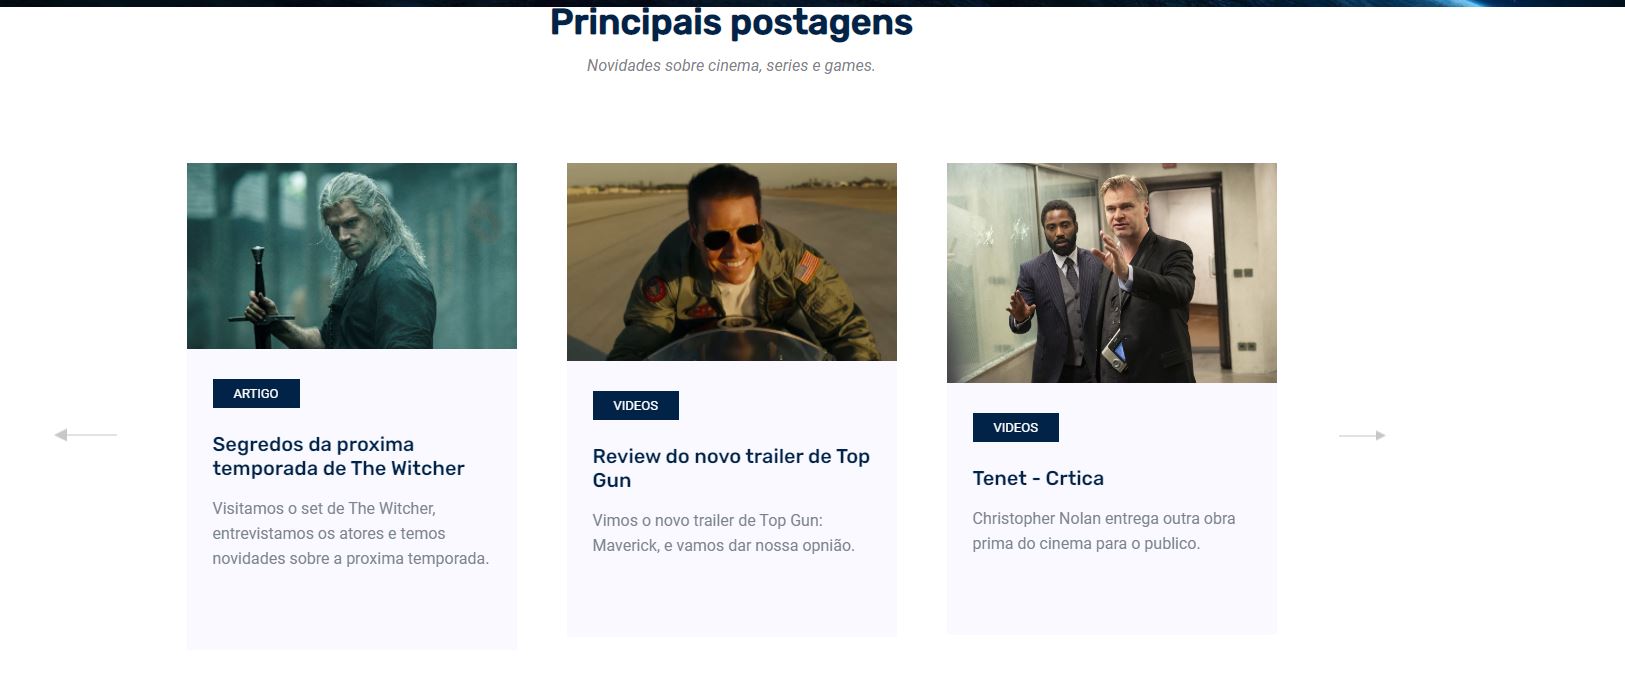 Principais postagens
Novidades sobre cinema, series e games.
ARTIGO
Segredos da proxima
temporada de The Witcher
Visitamos o set de The Witcher,
entrevistamos os atores e temos
novidades sobre a proxima temporada.
VIDEOS
Review do novo trailer de Top
Gun
Vimos o novo trailer de Top Gun:
Maverick, e vamos dar nossa opnião.
VIDEOS
Tenet - Crtica
Christopher Nolan entrega outra obra
prima do cinema para o publico.